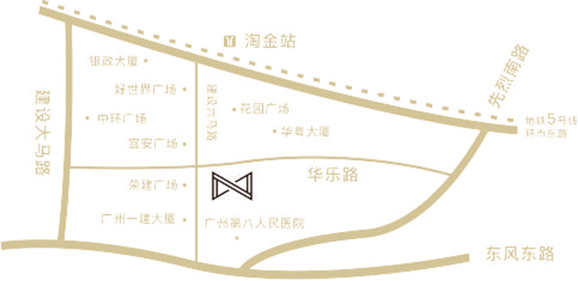 淘金站
先烈南路
银政大厦
好世界广场
建设大马路
建设大马路
花园广场
地铁5号线
环市东路
中环广场
华粤大厦
宜安广场
华乐路
荣建广场
广州一建大厦
广州第八人民医院
东风东路